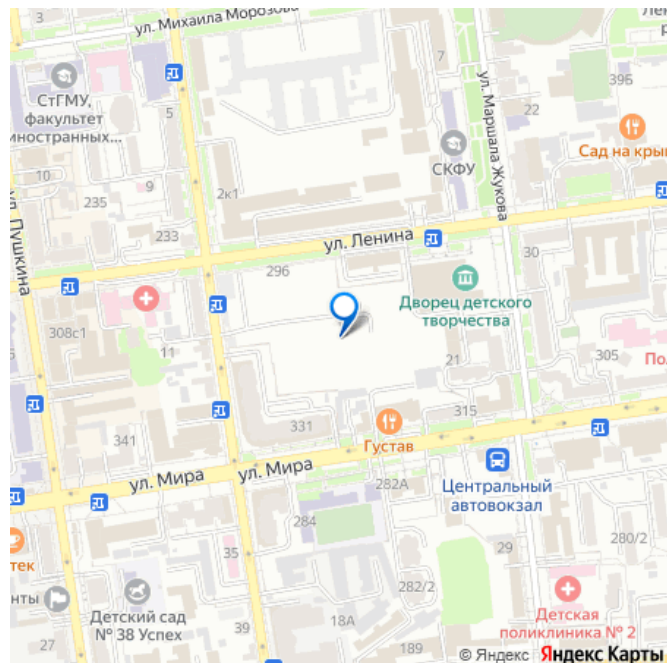 ул. Михаила Морозова
Ле
р
СтГМУ,
факультет
иностранных...
5
39Б
22
Сад на кры
10
9
2к1
СКФУ
ул. Маршала Жукова
235
ул. Пушкина
233
ул. Ленина
296
30
Дворец детского
творчества
308с1
11
21
305
По
315
331
341
Густав
ул. Мира
ул. Мира
282А
Центральный
автовокзал
284
29
280/2
35
тек
нты
Детский сад
№ 38 Успех
282/2
18А
Детская
поликлиника № 2
27
39
189
© Яндекс Яндекс Карты